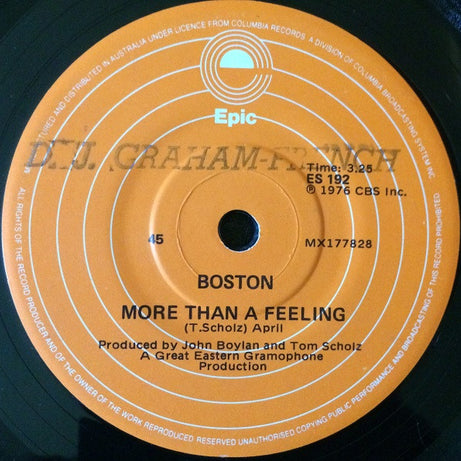 MANUFACTURED AND DISTRIBUTED IN AUSTRALIA UNDER LICENCE FROM COLUMBIA RECORDS. A DIVISION OF COLUMBIA BROADCASTING SYSTEM INC.
Epic
D.J. GRAHAM-FRENCH
Time: 3.25
ES 192
℗ 1976 CBS Inc.
45
MX177828
BOSTON
MORE THAN A FEELING
(T.Scholz) April
Produced by John Boylan and Tom Scholz
A Great Eastern Gramophone
Production
ALL RIGHTS OF THE RECORD PRODUCER AND OF THE OWNER OF THE WORK REPRODUCED RESERVED UNAUTHORISED COPYING PUBLIC PERFORMANCE AND BROADCASTING OF THIS RECORD PROHIBITED.